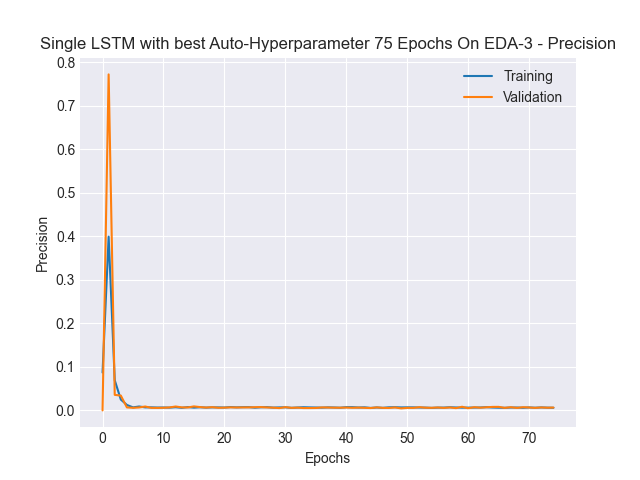 Single LSTM with best Auto-Hyperparameter 75 Epochs On EDA-3 - Precision
Training
Validation
0.8
0.7
0.6
0.5
0.4
0.3
0.2
0.1
0.0
Precision
0 10 20 30 40 50 60 70
Epochs